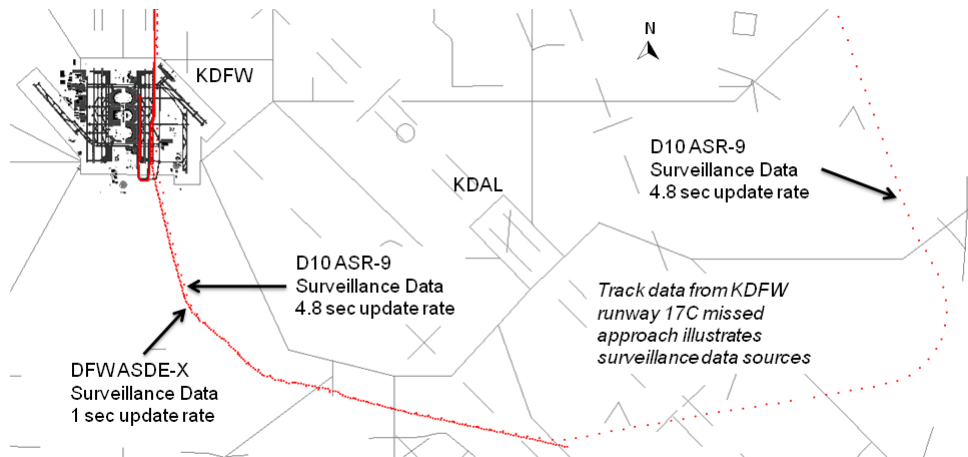 N
KDFW
D10 ASR-9
Surveillance Data
4.8 sec update rate
KDAL
D10 ASR-9
Surveillance Data
4.8 sec update rate
Track data from KDFW
runway 17C missed
approach illustrates
surveillance data sources
DFW ASDE-X
Surveillance Data
1 sec update rate